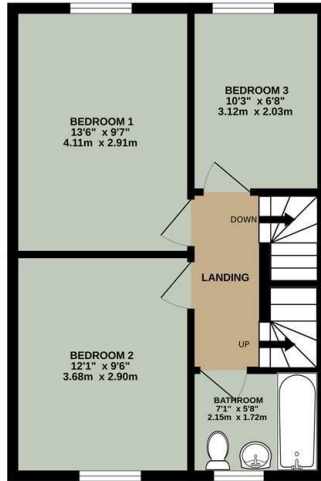 BEDROOM 1
13'6" x 9'7"
4.11m x 2.91m
BEDROOM 3
10'3" x 6'8"
3.12m x 2.03m
DOWN
LANDING
UP
BEDROOM 2
12'1" x 9'6"
3.68m x 2.90m
BATHROOM
7'1" x 5'8"
2.15m x 1.72m